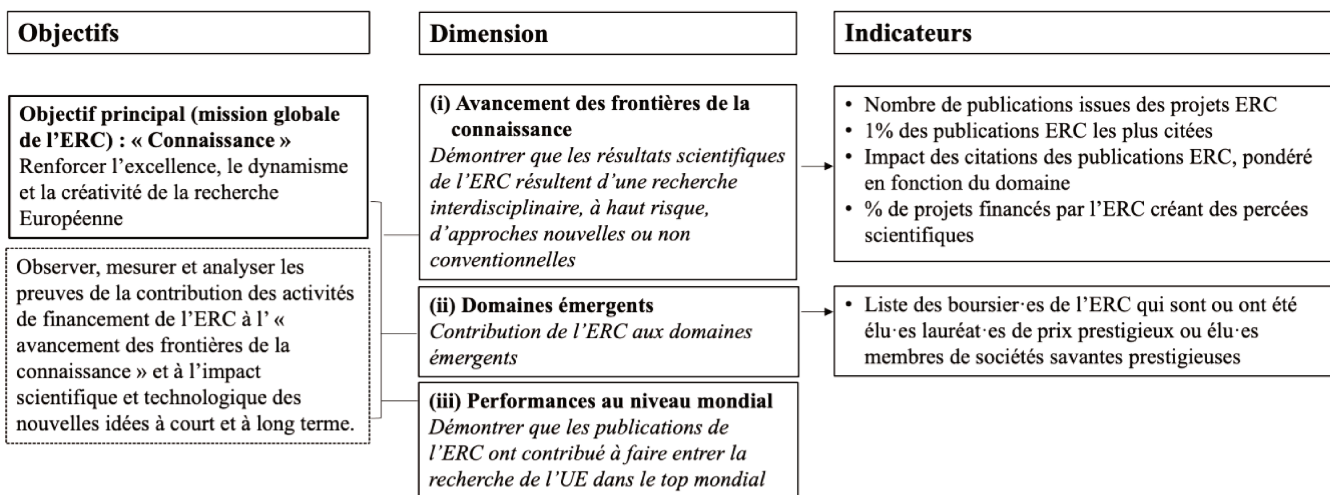 Objectifs
Dimension
Indicateurs
Objectif principal (mission globale
de l'ERC) : « Connaissance »
Renforcer l'excellence, le dynamisme
et la créativité de la recherche
Européenne
Observer, mesurer et analyser les
preuves de la contribution des activités
de financement de l'ERC à l' «
avancement des frontières de la
connaissance » et à l'impact
scientifique et technologique des
nouvelles idées à court et à long terme.
(i) Avancement des frontières de la
connaissance
Démontrer que les résultats scientifiques
de l'ERC résultent d'une recherche
interdisciplinaire, à haut risque,
d'approches nouvelles ou non
conventionnelles
(ii) Domaines émergents
Contribution de l'ERC aux domaines
émergents
(iii) Performances au niveau mondial
Démontrer que les publications de
l'ERC ont contribué à faire entrer la
recherche de l'UE dans le top mondial
• Nombre de publications issues des projets ERC
• 1% des publications ERC les plus citées
• Impact des citations des publications ERC, pondéré
en fonction du domaine
• % de projets financés par l'ERC créant des percées
scientifiques
• Liste des boursier·es de l'ERC qui sont ou ont été
élu·es lauréat·es de prix prestigieux ou élu·es
membres de sociétés savantes prestigieuses